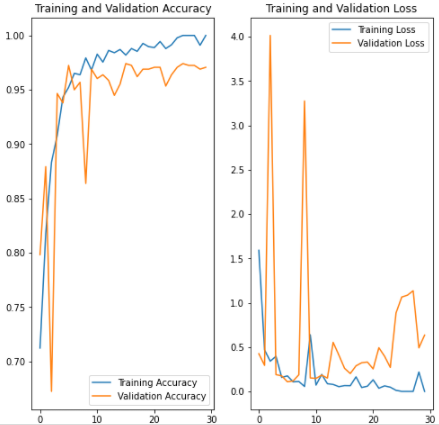 Training and Validation Accuracy
1.00
0.95
0.90
0.85
0.80
0.75
0.70
Training Accuracy
Validation Accuracy
0 10 20 30
Training and Validation Loss
Training Loss
Validation Loss
4.0
3.5
3.0
2.5
2.0
1.5
1.0
0.5
0.0
0 10 20 30